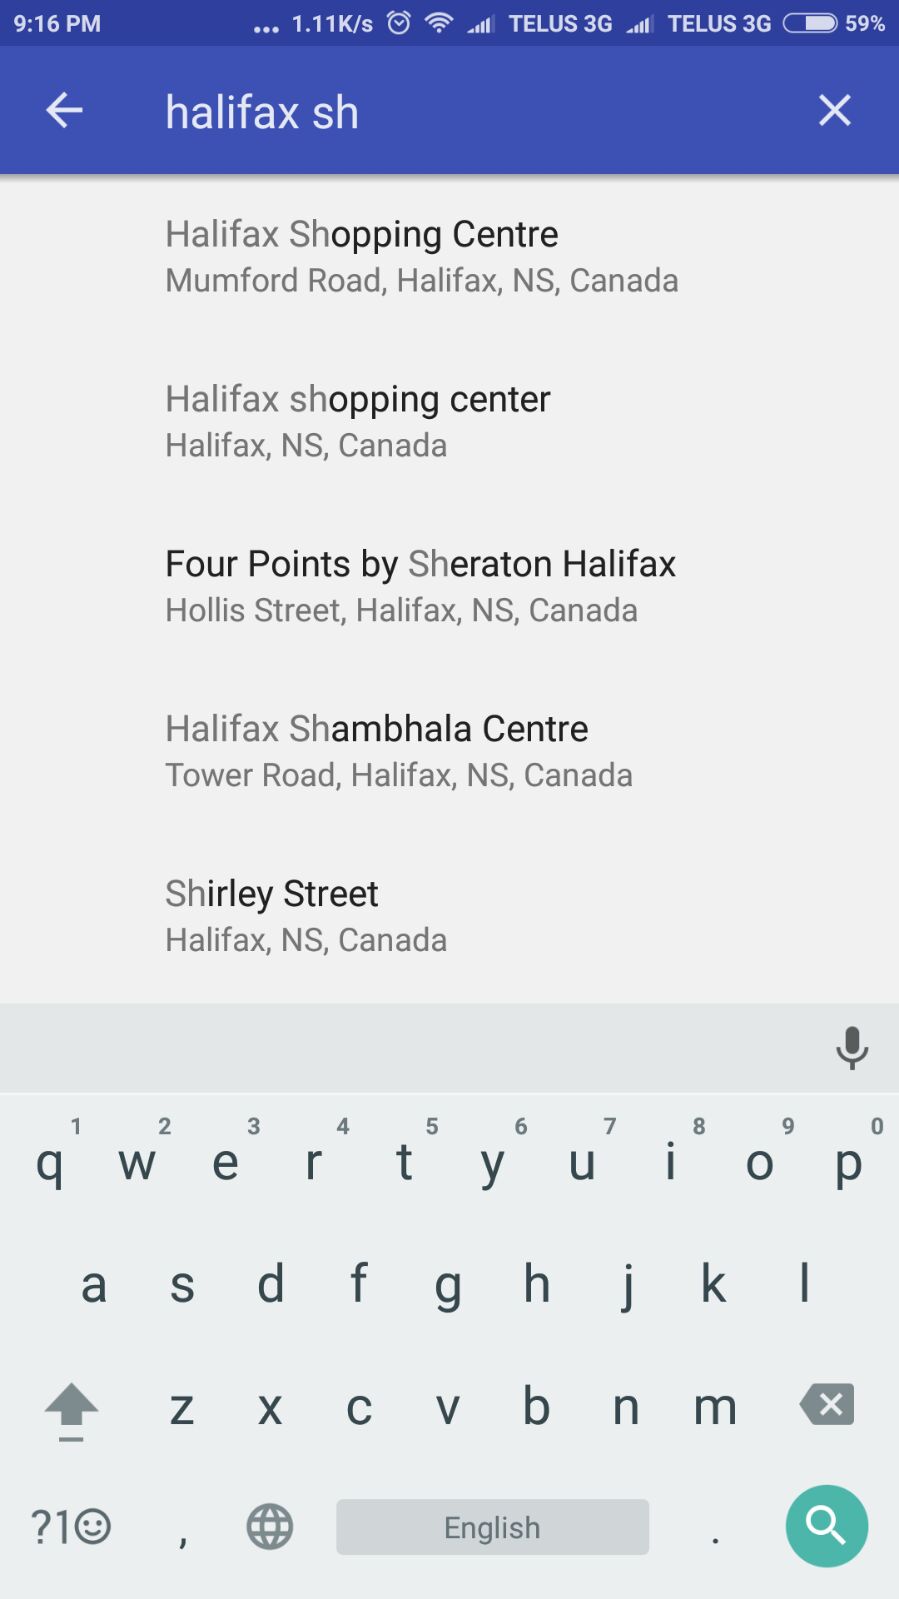 9:16 PM ... 1.11K/s TELUS 3G TELUS 3G 59%
halifax sh
Halifax Shopping Centre
Mumford Road, Halifax, NS, Canada
Halifax shopping center
Halifax, NS, Canada
Four Points by Sheraton Halifax
Hollis Street, Halifax, NS, Canada
Halifax Shambhala Centre
Tower Road, Halifax, NS, Canada
Shirley Street
Halifax, NS, Canada
1 2 3 4 5 6 7 8 9 0
q w e r t y u i o p
a s d f g h j k l
z x c v b n m
?1☺ , English .